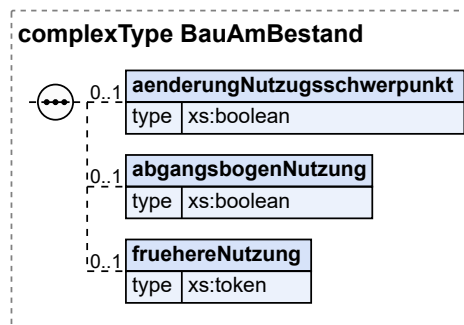 complexType BauAmBestand
0..1 aenderungNutzugsschwerpunkt
type xs:boolean
0..1 abgangsbogenNutzung
type xs:boolean
0..1 fruehereNutzung
type xs:token